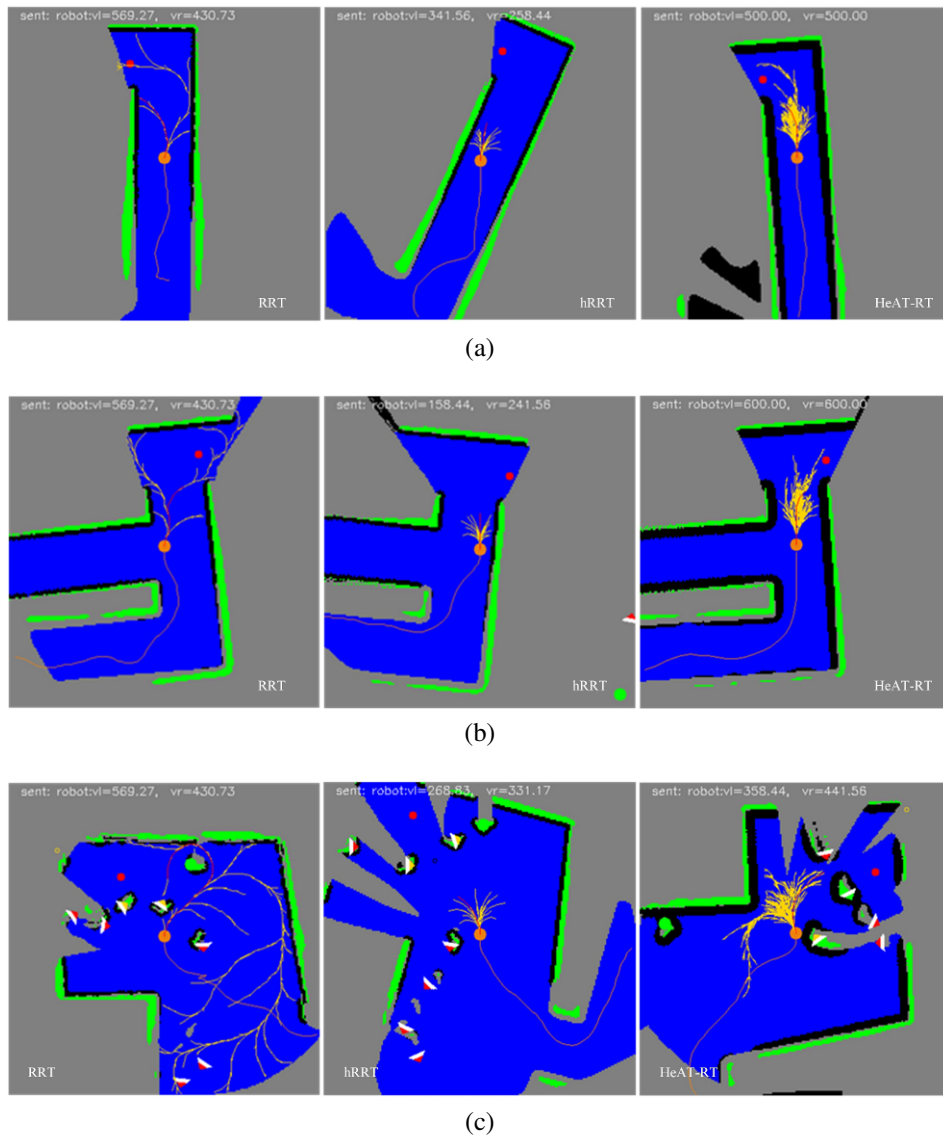 sent: robot:vl=569.27, vr=430.73
sent: robot:vl=341.56, vr=258.44
sent: robot:vl=500.00, vr=500.00
RRT
hRRT
HeAT-RT
(a)
sent: robot:vl=569.27, vr=430.73
sent: robot:vl=158.44, vr=241.56
sent: robot:vl=600.00, vr=600.00
RRT
hRRT
HeAT-RT
(b)
sent: robot:vl=569.27, vr=430.73
sent: robot:vl=268.83, vr=331.17
sent: robot:vl=358.44, vr=441.56
RRT
hRRT
HeAT-RT
(c)